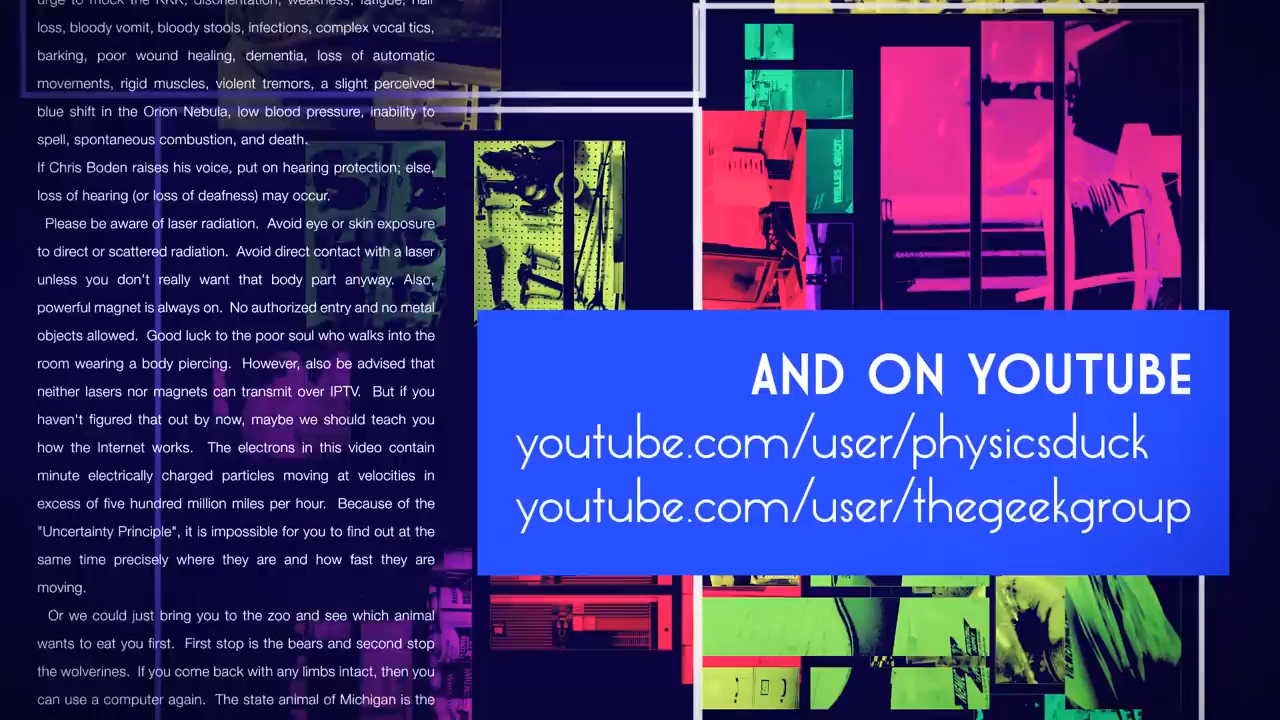 urge to mock the KKK, disorientation, weakness, fatigue, hair
loss, bloody vomit, bloody stools, infections, complex vocal tics,
barking, poor wound healing, dementia, loss of automatic
movements, rigid muscles, violent tremors, a slight perceived
blue shift in the Orion Nebula, low blood pressure, inability to
spell, spontaneous combustion, and death.
If Chris Boden raises his voice, put on hearing protection; else,
loss of hearing (or loss of deafness) may occur.
Please be aware of laser radiation. Avoid eye or skin exposure
to direct or scattered radiation. Avoid direct contact with a laser
unless you don't really want that body part anyway. Also,
powerful magnet is always on. No authorized entry and no metal
objects allowed. Good luck to the poor soul who walks into the
room wearing a body piercing. However, also be advised that
neither lasers nor magnets can transmit over IPTV. But if you
haven't figured that out by now, maybe we should teach you
how the Internet works. The electrons in this video contain
minute electrically charged particles moving at velocities in
excess of five hundred million miles per hour. Because of the
"Uncertainty Principle", it is impossible for you to find out at the
same time precisely where they are and how fast they are
moving.
Or we could just bring you to the zoo and see which animal
wants to eat you first. First stop is the bears and second stop
the wolverines. If you come back with any limbs intact, then you
can use a computer again. The state animal of Michigan is the
AND ON YOUTUBE
youtube.com/user/physicsduck
youtube.com/user/thegeekgroup